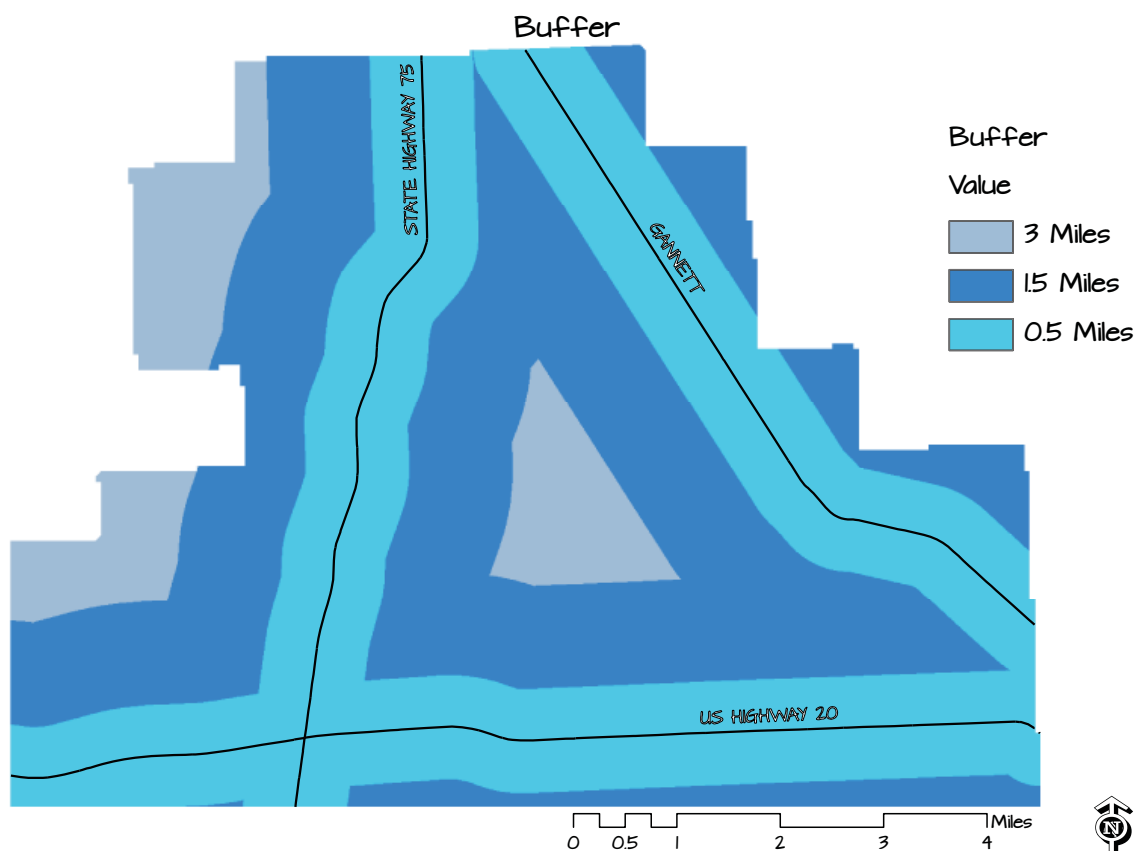 Buffer
STATE HIGHWAY 75
GANNETT
US HIGHWAY 20
Buffer
Value
3 Miles
1.5 Miles
0.5 Miles
Miles
0 0.5 1 2 3 4
N